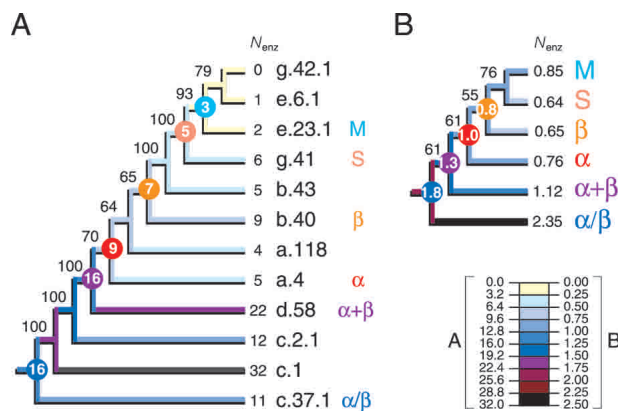 A
N enz
79
0 g.42.1
93
3
1 e.6.1
100
5
2 e.23.1 M
100
6 g.41 S
65
7
5 b.43
64
9 b.40 β
70
9
4 a.118
100
16
5 a.4 α
100
22 d.58 α+β
100
12 c.2.1
16
32 c.1
11 c.37.1 α/β
B
N enz
76
0.85 M
55
0.8
0.64 S
61
1.0
0.65 β
61
.3
0.76 α
1.8
1.12 α+β
2.35 α/β
A B
0.0 0.00
3.2 0.25
6.4 0.50
9.6 0.75
12.8 1.00
16.0 1.25
19.2 1.50
22.4 1.75
25.6 2.00
28.8 2.25
32.0 2.50